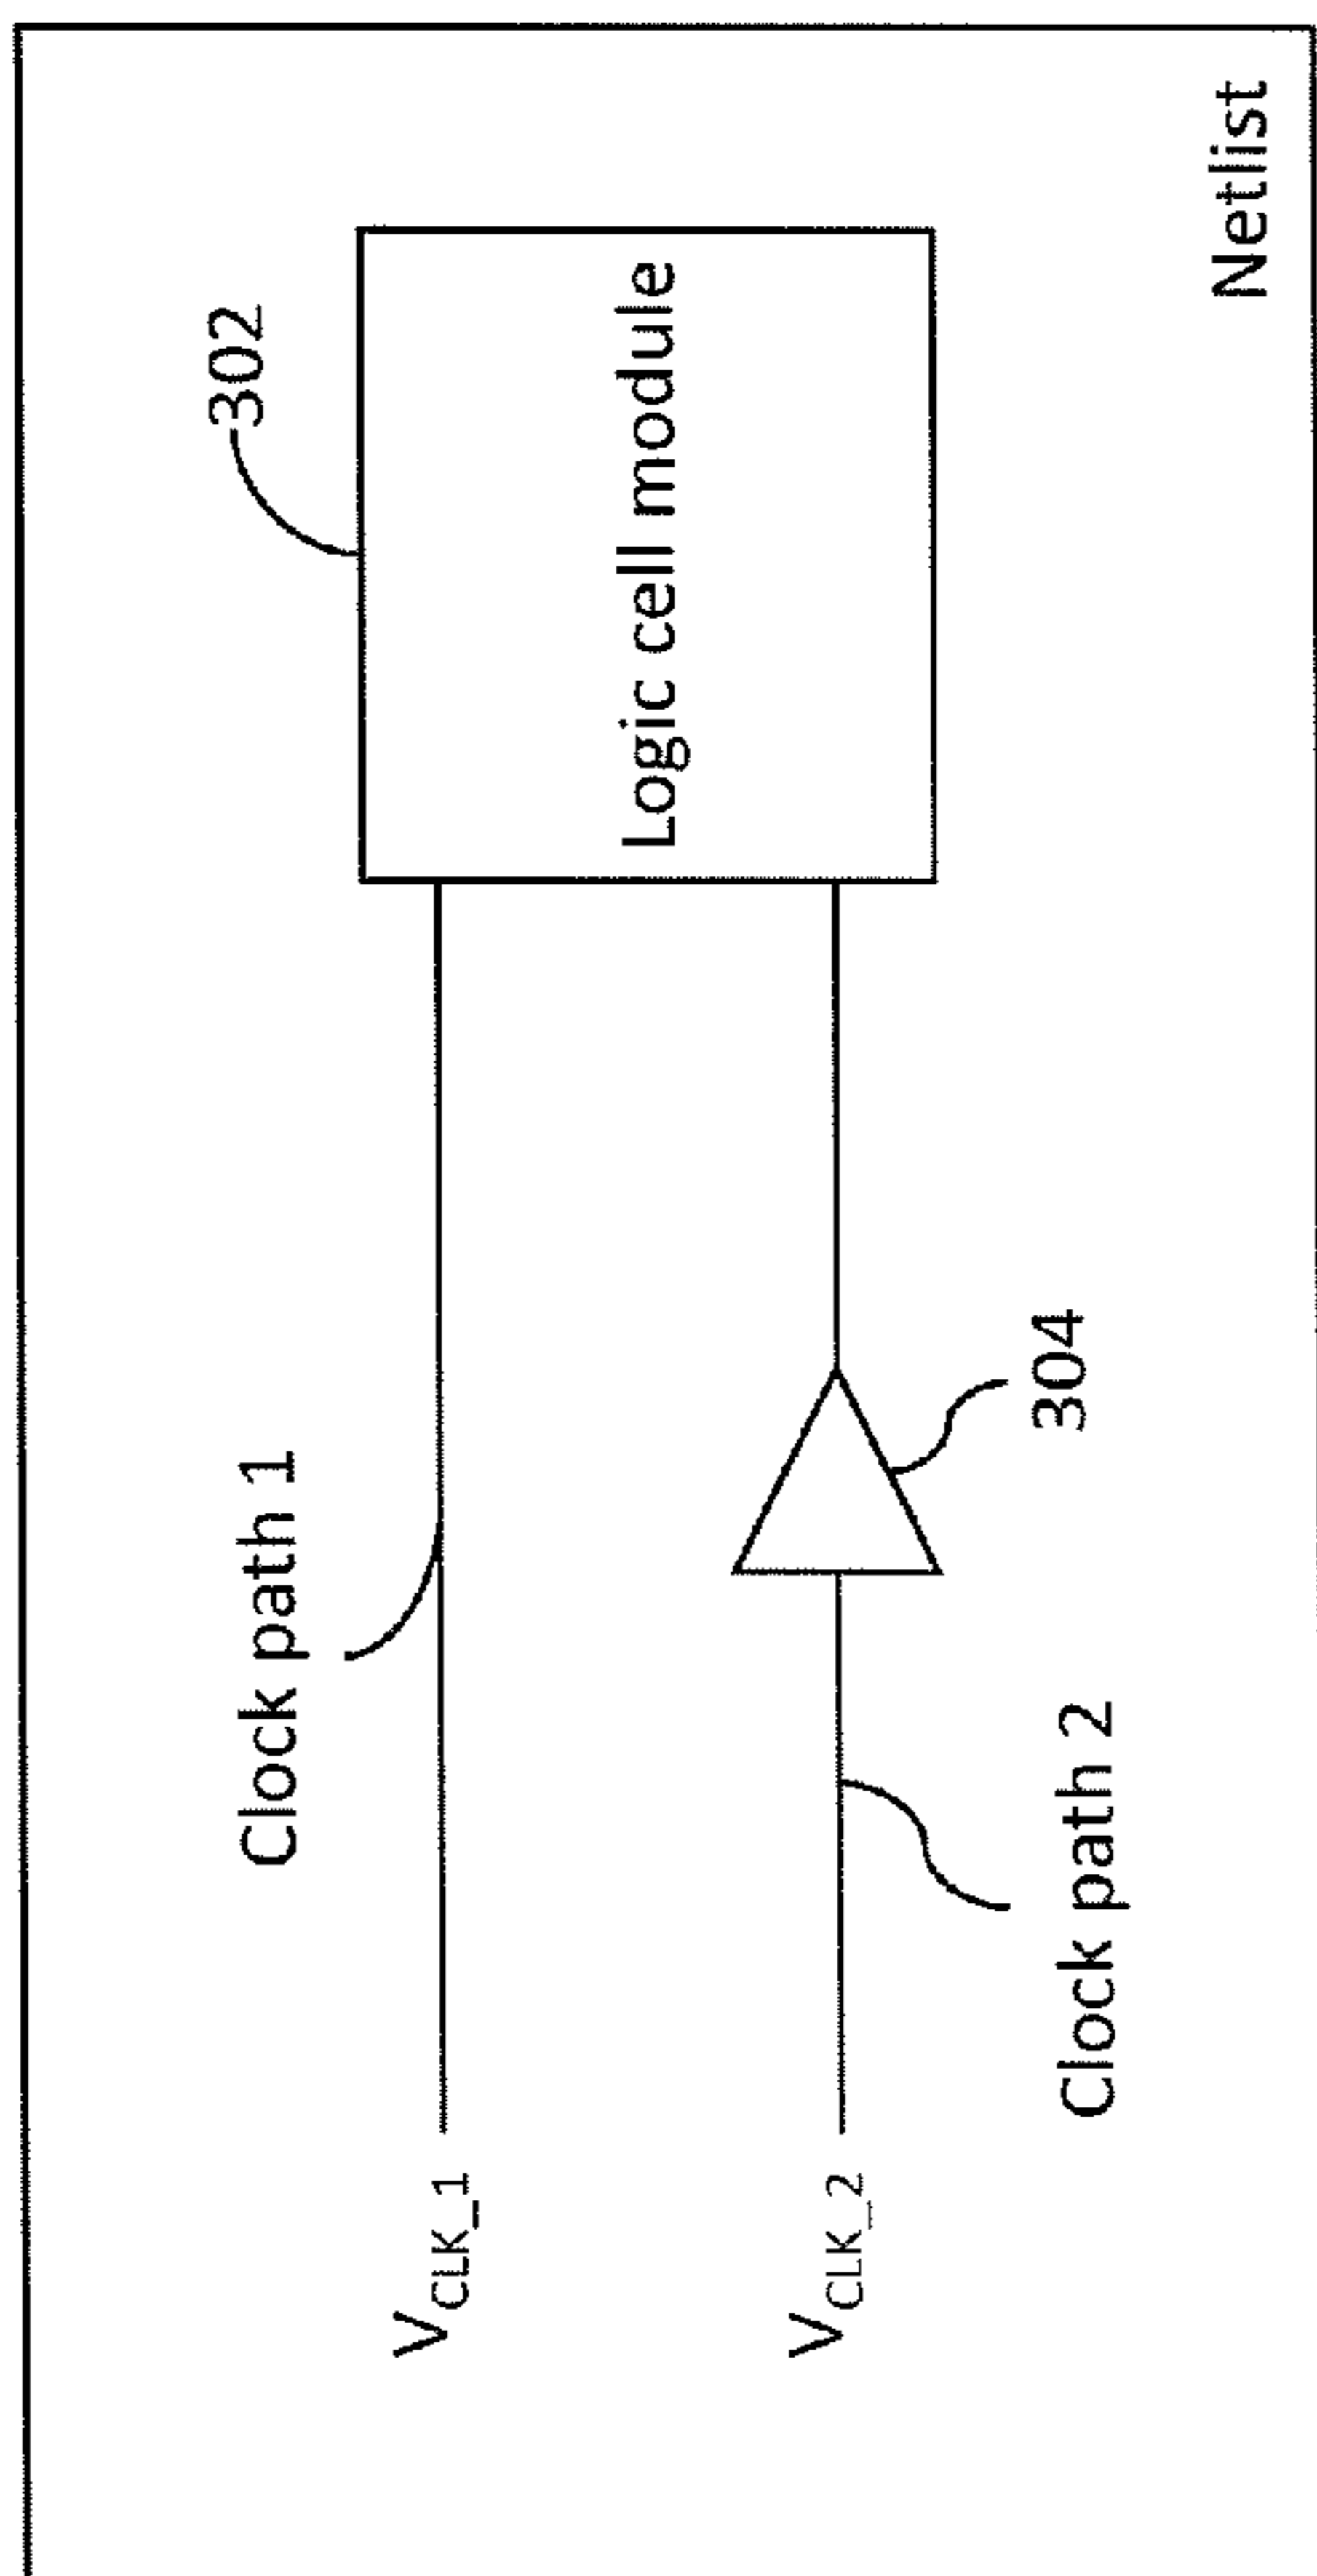 302
Clock path 1
V_CLK_1
Logic cell module
V_CLK_2
304
Clock path 2
Netlist